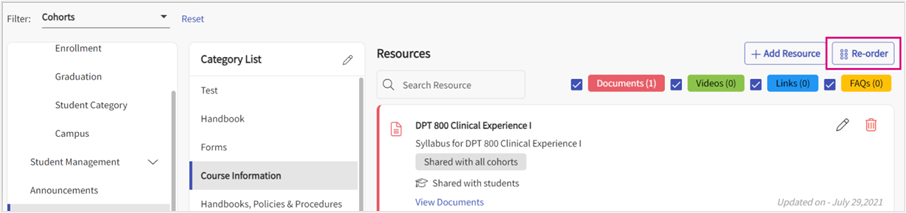 Filter: Cohorts Reset
Enrollment
Graduation
Student Category
Campus
Student Management
Announcements
Category List
Test
Handbook
Forms
Course Information
Handbooks, Policies & Procedures
Resources
+ Add Resource
Re-order
Search Resource
Documents (1) Videos (0) Links (0) FAQs (0)
DPT 800 Clinical Experience I
Syllabus for DPT 800 Clinical Experience I
Shared with all cohorts
Shared with students
View Documents
Updated on - July 29,2021